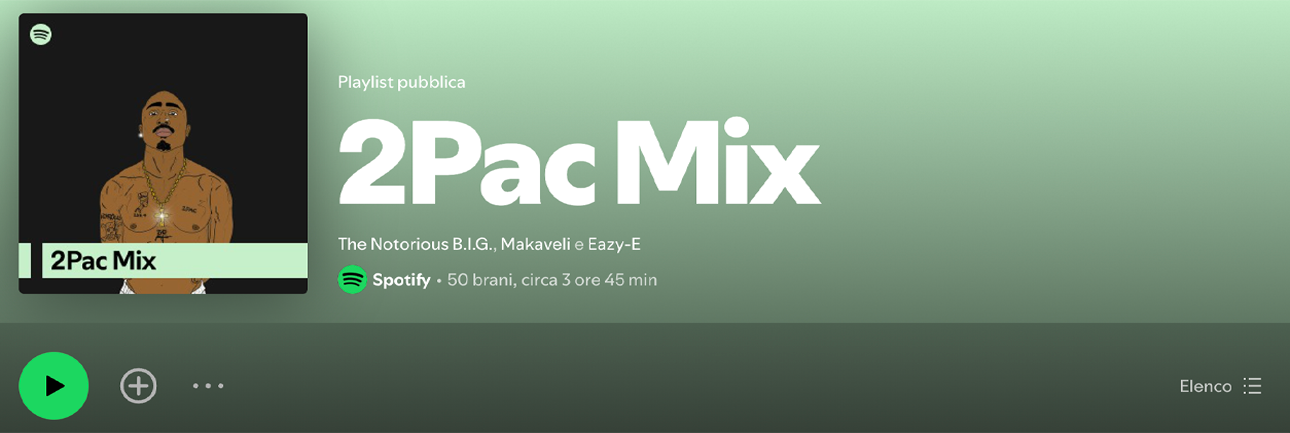 Playlist pubblica
2Pac Mix
The Notorious B.I.G., Makaveli e Eazy-E
Spotify • 50 brani, circa 3 ore 45 min
2Pac Mix
Elenco